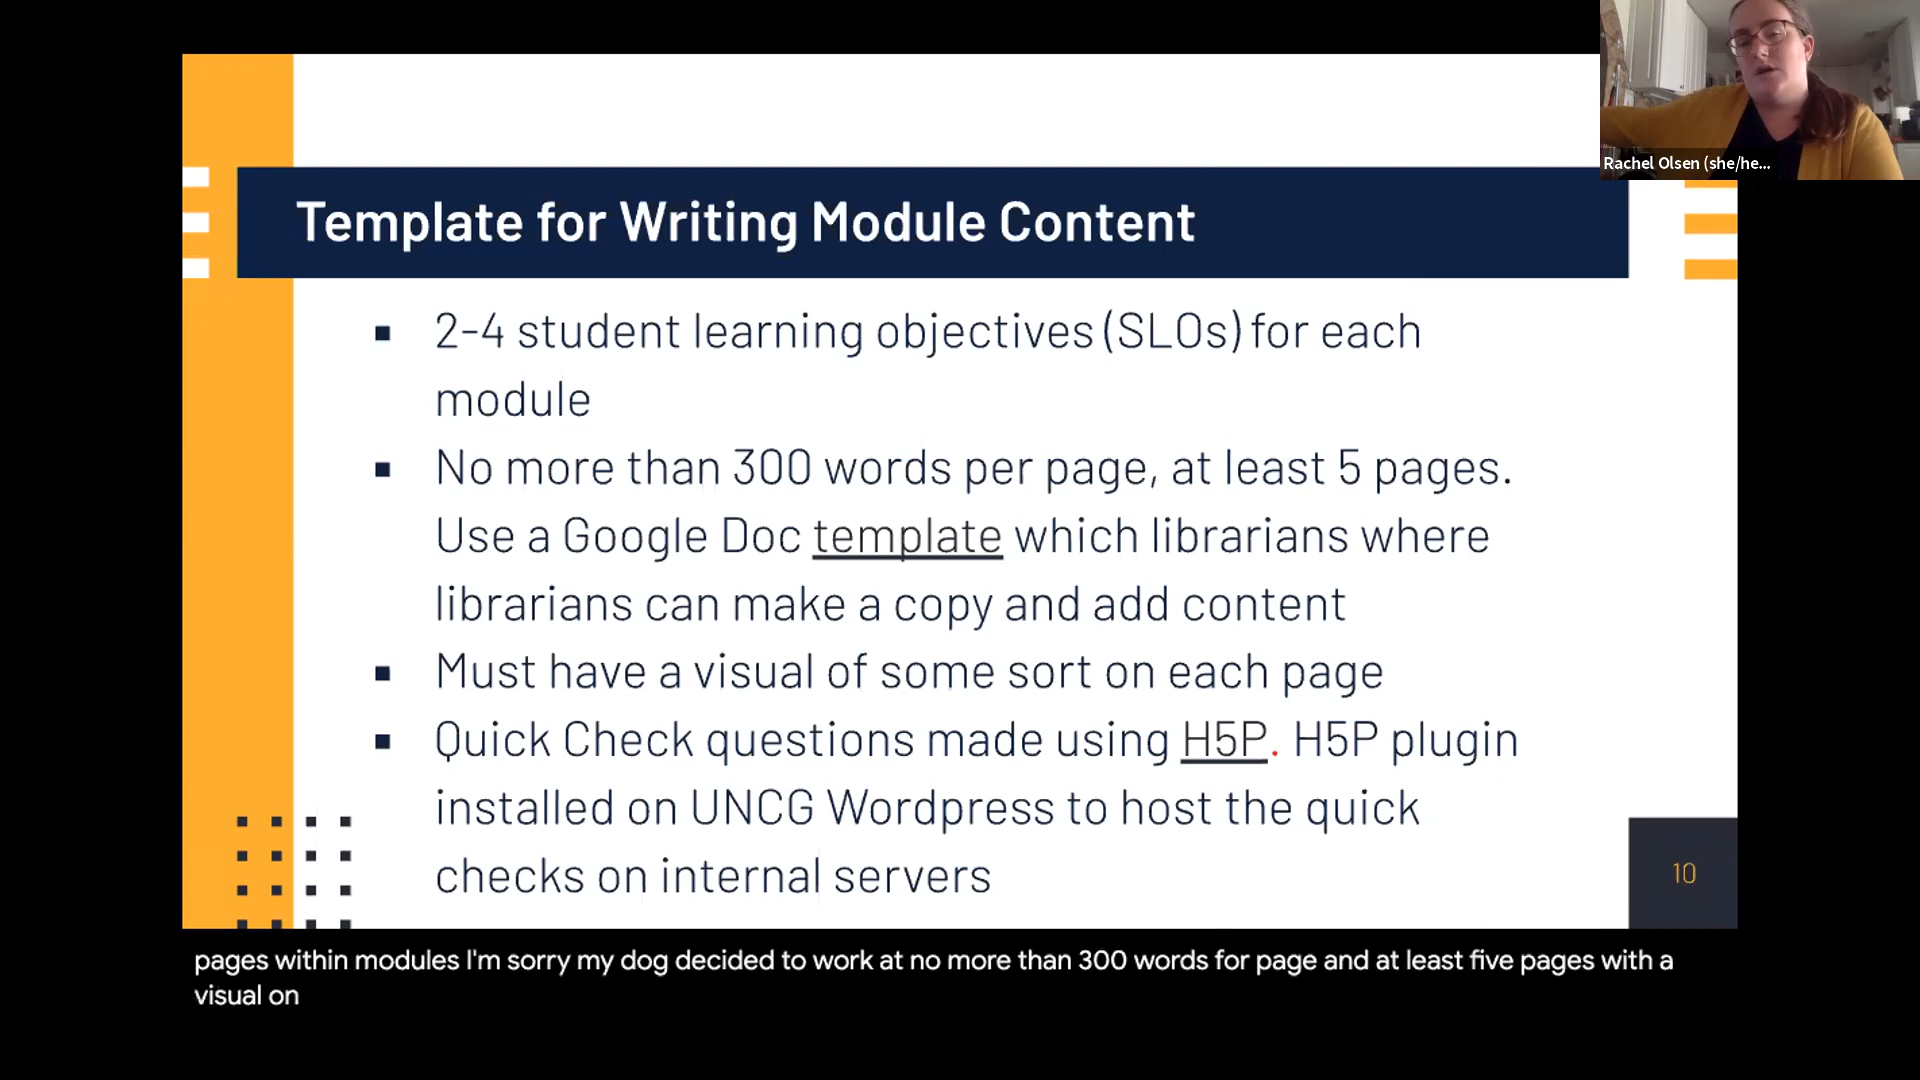 Rachel Olsen (she/he...
Template for Writing Module Content
2-4 student learning objectives (SLOs) for each
module
No more than 300 words per page, at least 5 pages.
Use a Google Doc template which librarians where
librarians can make a copy and add content
Must have a visual of some sort on each page
Quick Check questions made using H5P. H5P plugin
installed on UNCG Wordpress to host the quick
checks on internal servers
10
pages within modules I'm sorry my dog decided to work at no more than 300 words for page and at least five pages with a
visual on